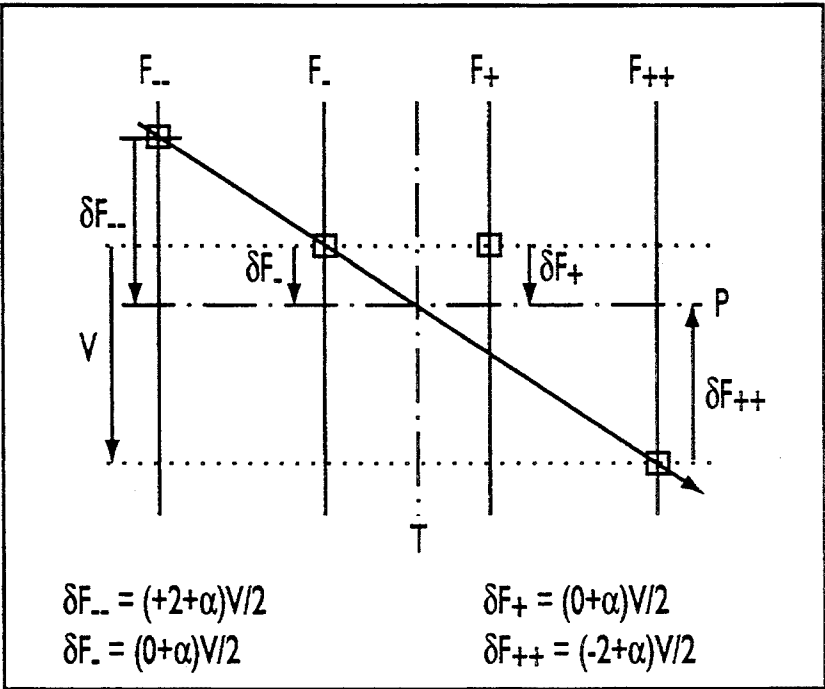 F-- F- F+ F++
δF--
δF- δF+
P
V
δF++
T
δF-- = (+2+α)V/2 δF+ = (0+α)V/2
δF- = (0+α)V/2 δF++ = (-2+α)V/2